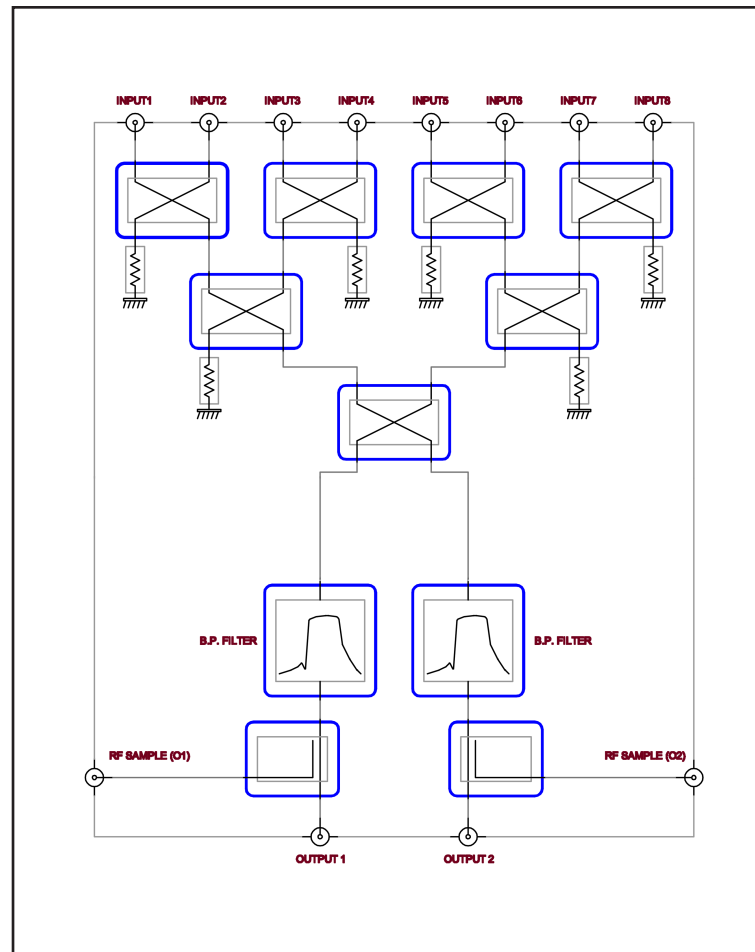 INPUT1 INPUT2 INPUT3 INPUT4 INPUT5 INPUT6 INPUT7 INPUT8
B.P. FILTER B.P. FILTER
RF SAMPLE (O1) RF SAMPLE (O2)
OUTPUT 1 OUTPUT 2